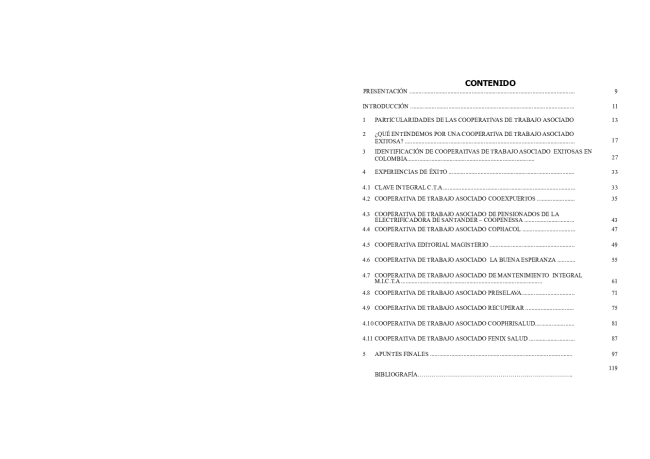 CONTENIDO
PRESENTACIÓN ........................................................................ 9
INTRODUCCIÓN ........................................................................ 11
1 PARTICULARIDADES DE LAS COOPERATIVAS DE TRABAJO ASOCIADO 13
2 ¿QUÉ ENTENDEMOS POR UNA COOPERATIVA DE TRABAJO ASOCIADO
EXITOSA? ........................................................................ 17
3 IDENTIFICACIÓN DE COOPERATIVAS DE TRABAJO ASOCIADO EXITOSAS EN
COLOMBIA........................................................ 27
4 EXPERIENCIAS DE ÉXITO ........................................................ 33
4.1 CLAVE INTEGRAL C.T.A ........................................................ 33
4.2 COOPERATIVA DE TRABAJO ASOCIADO COOEXPUERTOS ................ 35
4.3 COOPERATIVA DE TRABAJO ASOCIADO DE PENSIONADOS DE LA
ELECTRIFICADORA DE SANTANDER – COOPENESSA ..................... 41
4.4 COOPERATIVA DE TRABAJO ASOCIADO COPHACOL ...................... 47
4.5 COOPERATIVA EDITORIAL MAGISTERIO ..................................... 49
4.6 COOPERATIVA DE TRABAJO ASOCIADO LA BUENA ESPERANZA ........ 55
4.7 COOPERATIVA DE TRABAJO ASOCIADO DE MANTENIMIENTO INTEGRAL
M.I.C.T.A ............................................................ 61
4.8 COOPERATIVA DE TRABAJO ASOCIADO PRESELAVA....................... 71
4.9 COOPERATIVA DE TRABAJO ASOCIADO RECUPERAR ..................... 75
4.10 COOPERATIVA DE TRABAJO ASOCIADO COOPHRISALUD................. 81
4.11 COOPERATIVA DE TRABAJO ASOCIADO FENIX SALUD .................... 87
5 APUNTES FINALES ............................................................ 97
BIBLIOGRAFÍA................................................................ 119